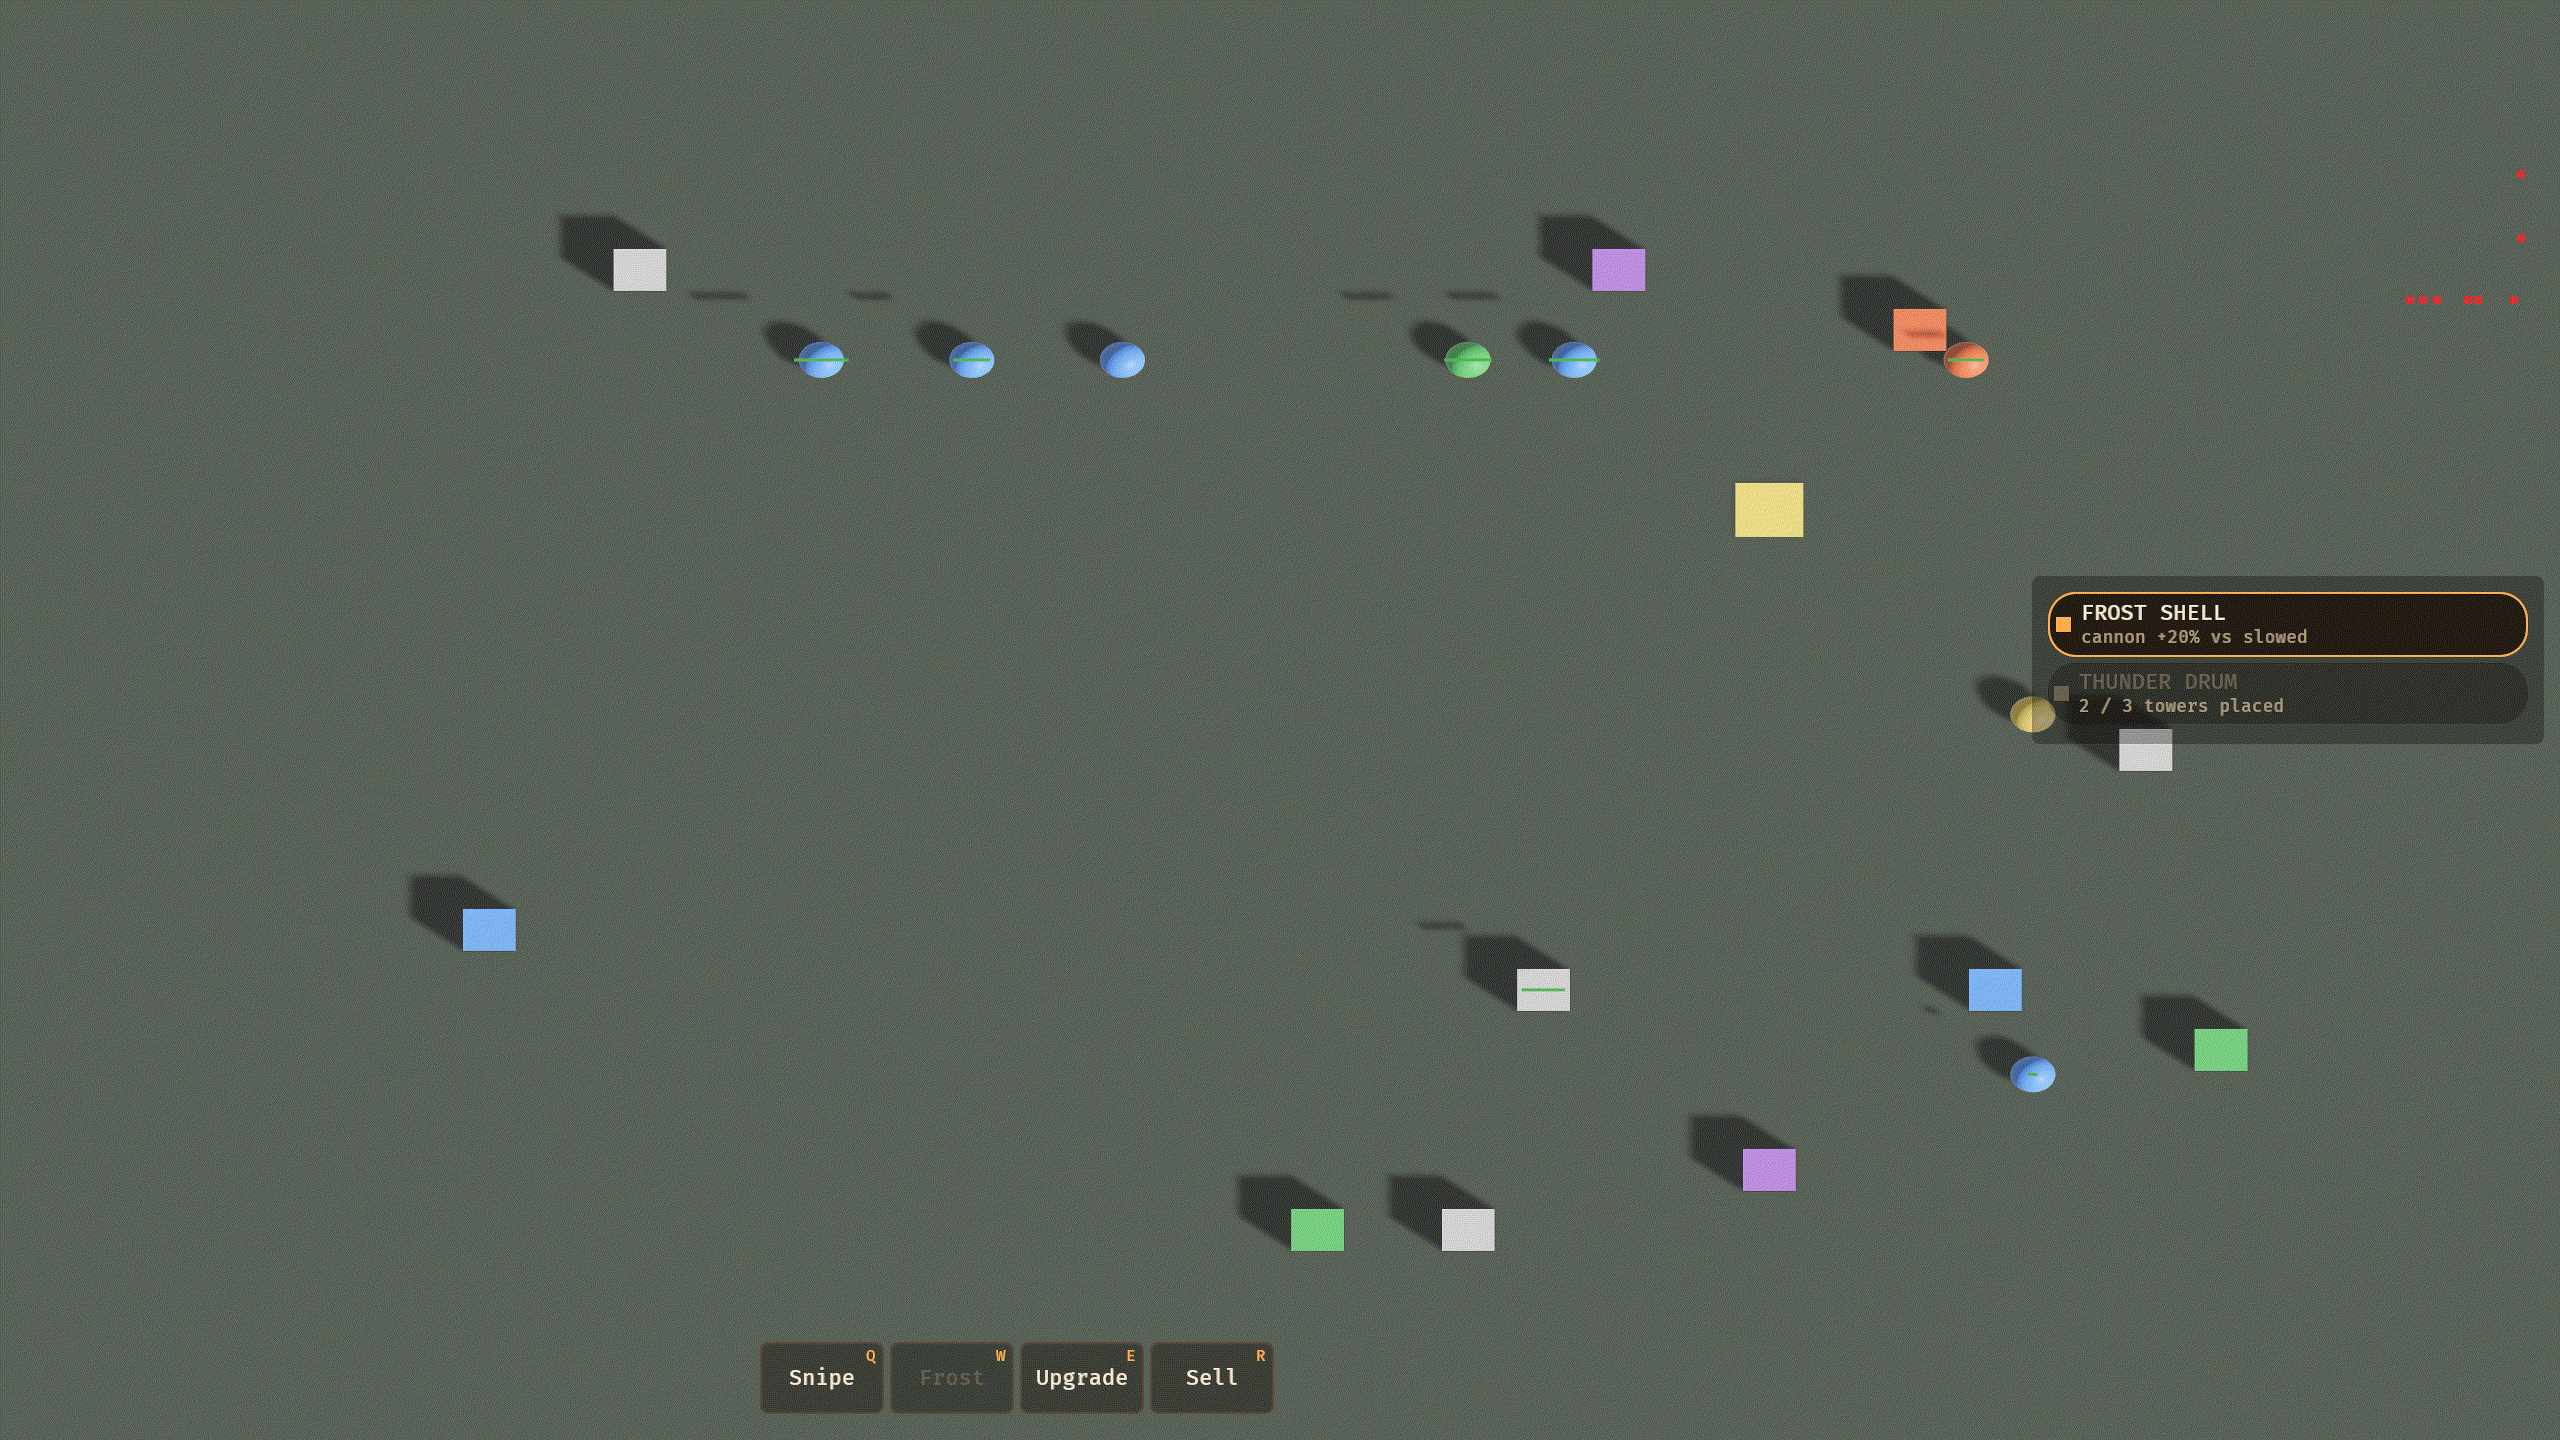 FROST SHELL
cannon +20% vs slowed
THUNDER DRUM
2 / 3 towers placed
Q
Snipe
W
Frost
E
Upgrade
R
Sell